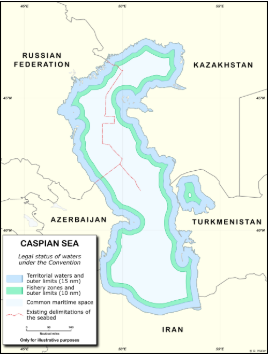 RUSSIAN
FEDERATION
KAZAKHSTAN
AZERBAIJAN
TURKMENISTAN
IRAN
CASPIAN SEA
Legal status of waters
under the Convention
Territorial waters and
outer limits (15 nm)
Fishery zones and
outer limits (10 nm)
Common maritime space
Existing delimitations of
the seabed
Only for illustrative purposes